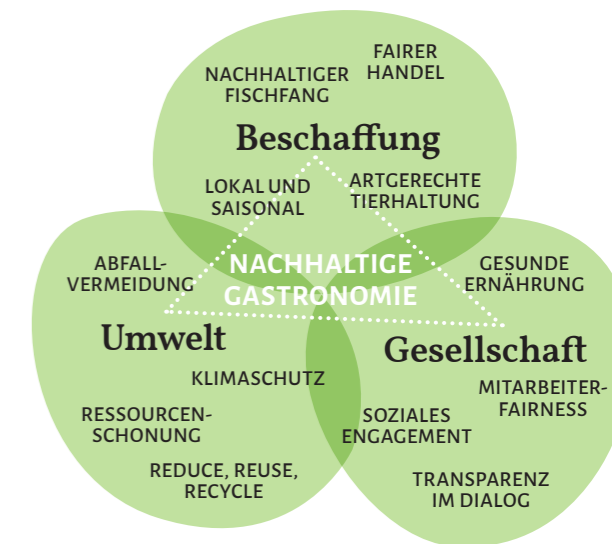 FAIRER
HANDEL
NACHHALTIGER
FISCHFANG
Beschaffung
LOKAL UND
SAISONAL
ARTGERECHTE
TIERHALTUNG
NACHHALTIGE
GASTRONOMIE
ABFALL-
VERMEIDUNG
Umwelt
KLIMASCHUTZ
RESSOURCEN-
SCHONUNG
REDUCE, REUSE,
RECYCLE
GESUNDE
ERNÄHRUNG
Gesellschaft
MITARBEITER-
FAIRNESS
SOZIALES
ENGAGEMENT
TRANSPARENZ
IM DIALOG